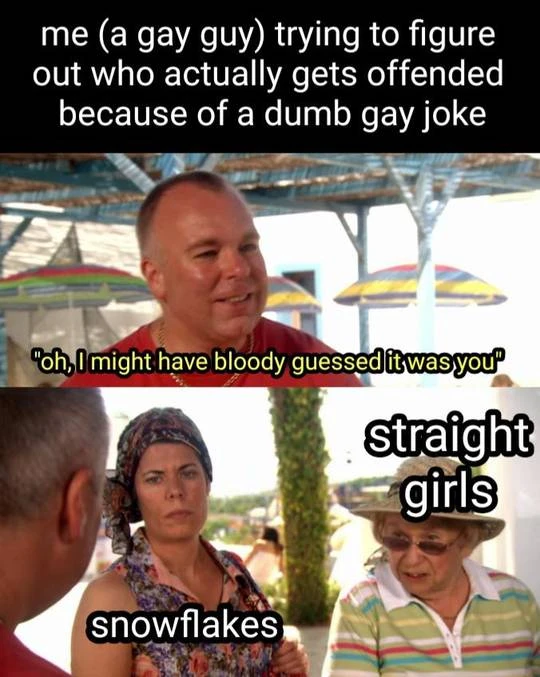 me (a gay guy) trying to figure
out who actually gets offended
because of a dumb gay joke
"oh, I might have bloody guessed it was you"
straight
girls
snowflakes